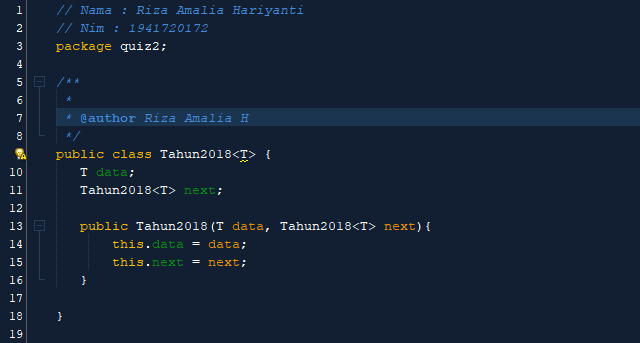 1 // Nama : Riza Amalia Hariyanti
2 // Nim : 1941720172
3 package quiz2;
4
5 /**
6 *
7 * @author Riza Amalia H
8 */
public class Tahun2018<T> {
10 T data;
11 Tahun2018<T> next;
12
13 public Tahun2018(T data, Tahun2018<T> next){
14 this.data = data;
15 this.next = next;
16 }
17
18 }
19